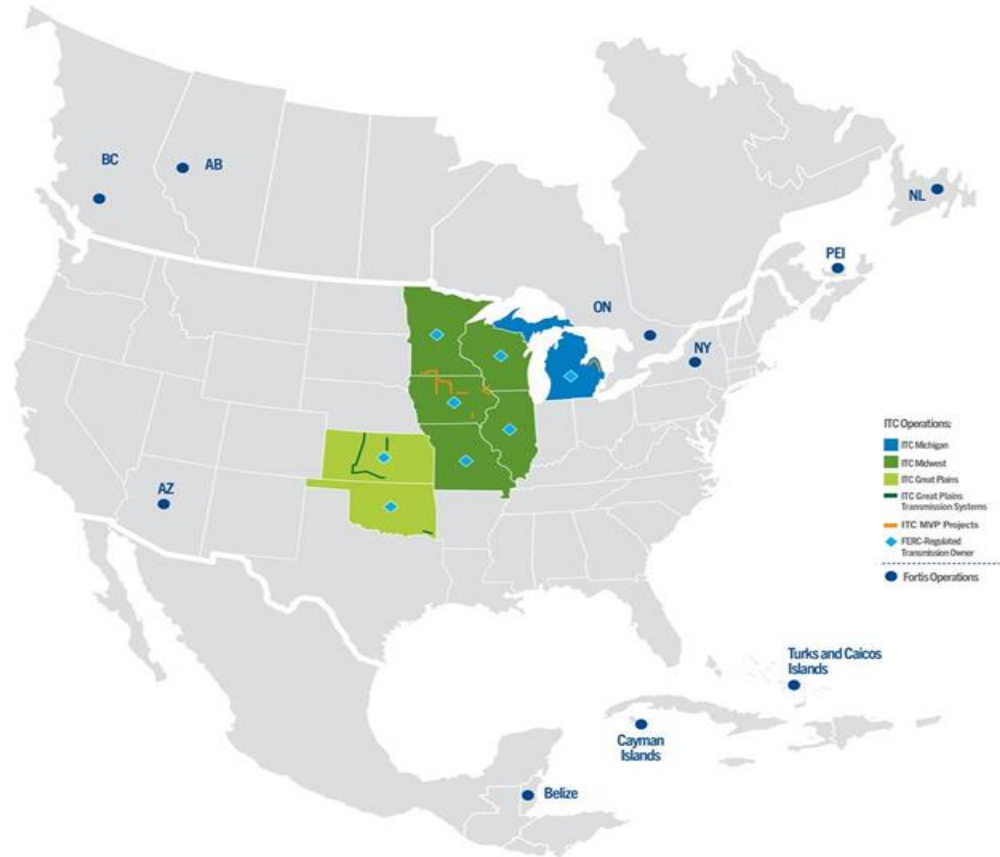 BC
AB
NL
PEI
ON
NY
AZ
ITC Operations:
ITC Michigan
ITC Midwest
ITC Great Plains
ITC Great Plains
Transmission Systems
ITC MVP Projects
FERC-Regulated
Transmission Owner
Fortis Operations
Turks and Caicos
Islands
Cayman
Islands
Belize